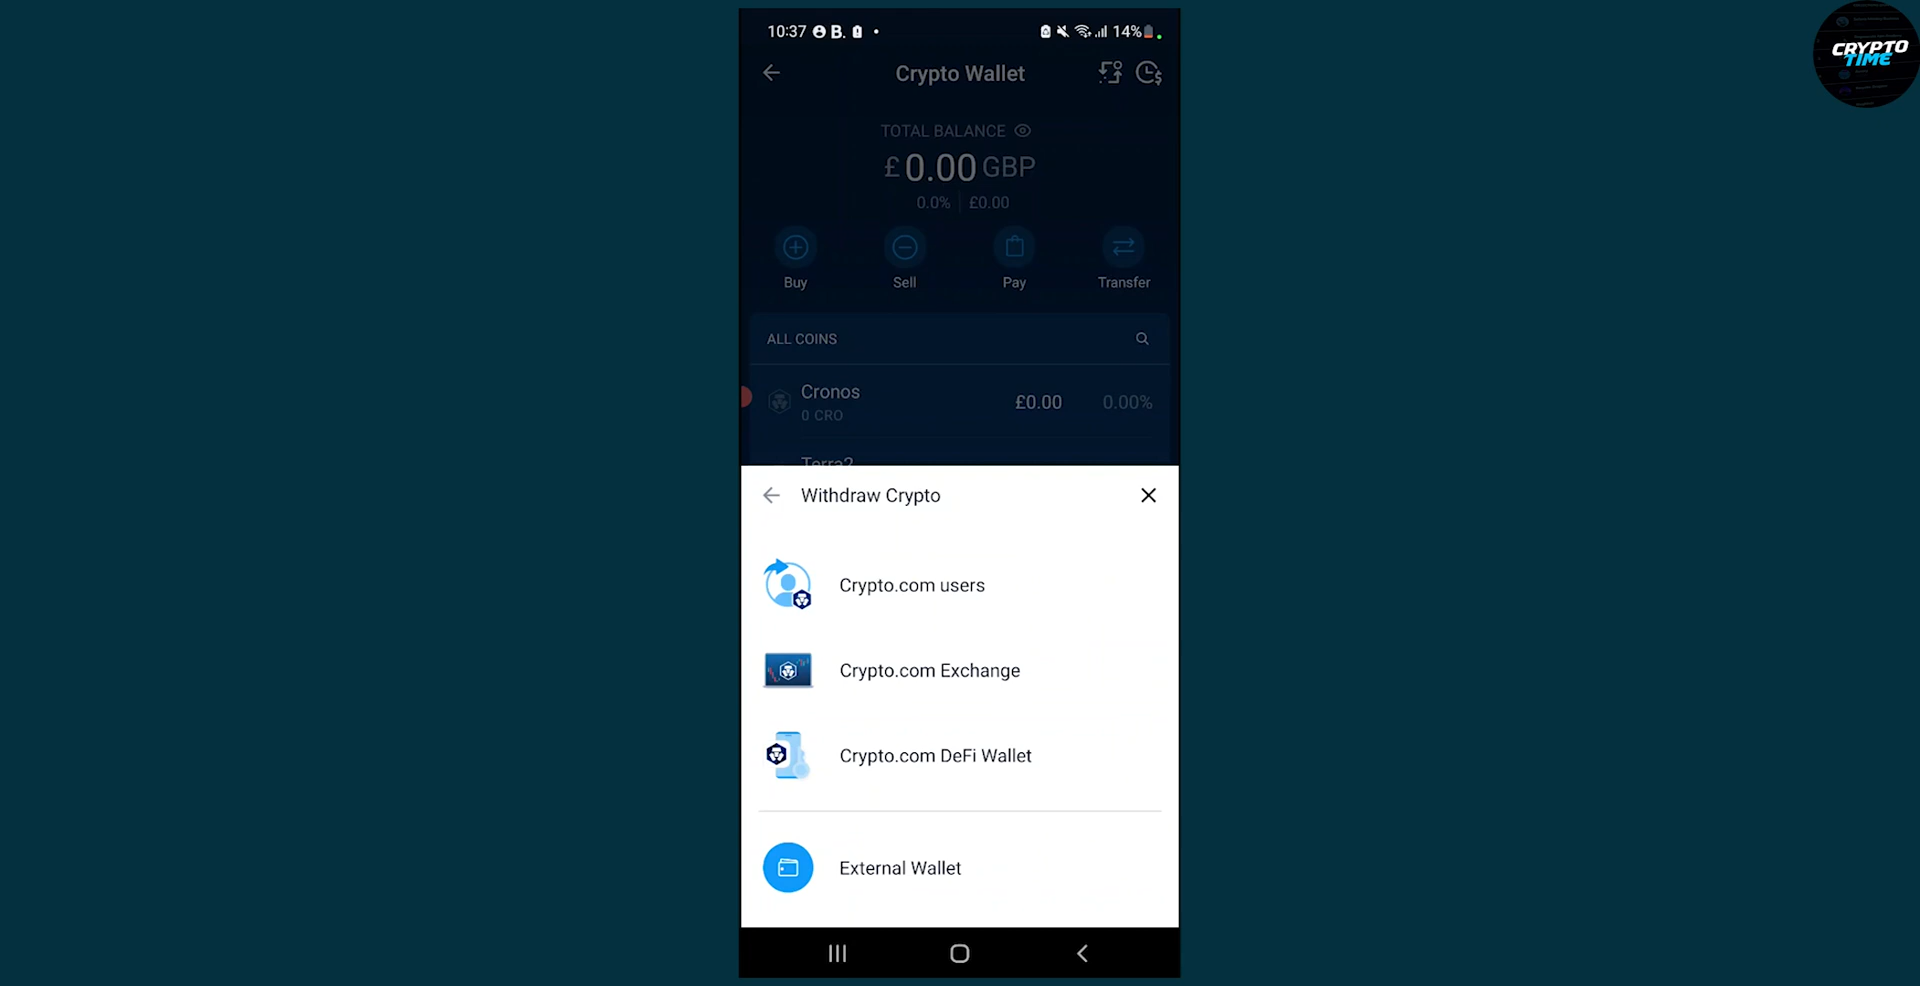 10:37 B. 14%
CRYPTO
TIME
Crypto Wallet
TOTAL BALANCE
£0.00 GBP
0.0% £0.00
Buy Sell Pay Transfer
ALL COINS
Cronos £0.00 0.00%
0 CRO
Terra2
Withdraw Crypto
Crypto.com users
Crypto.com Exchange
Crypto.com DeFi Wallet
External Wallet